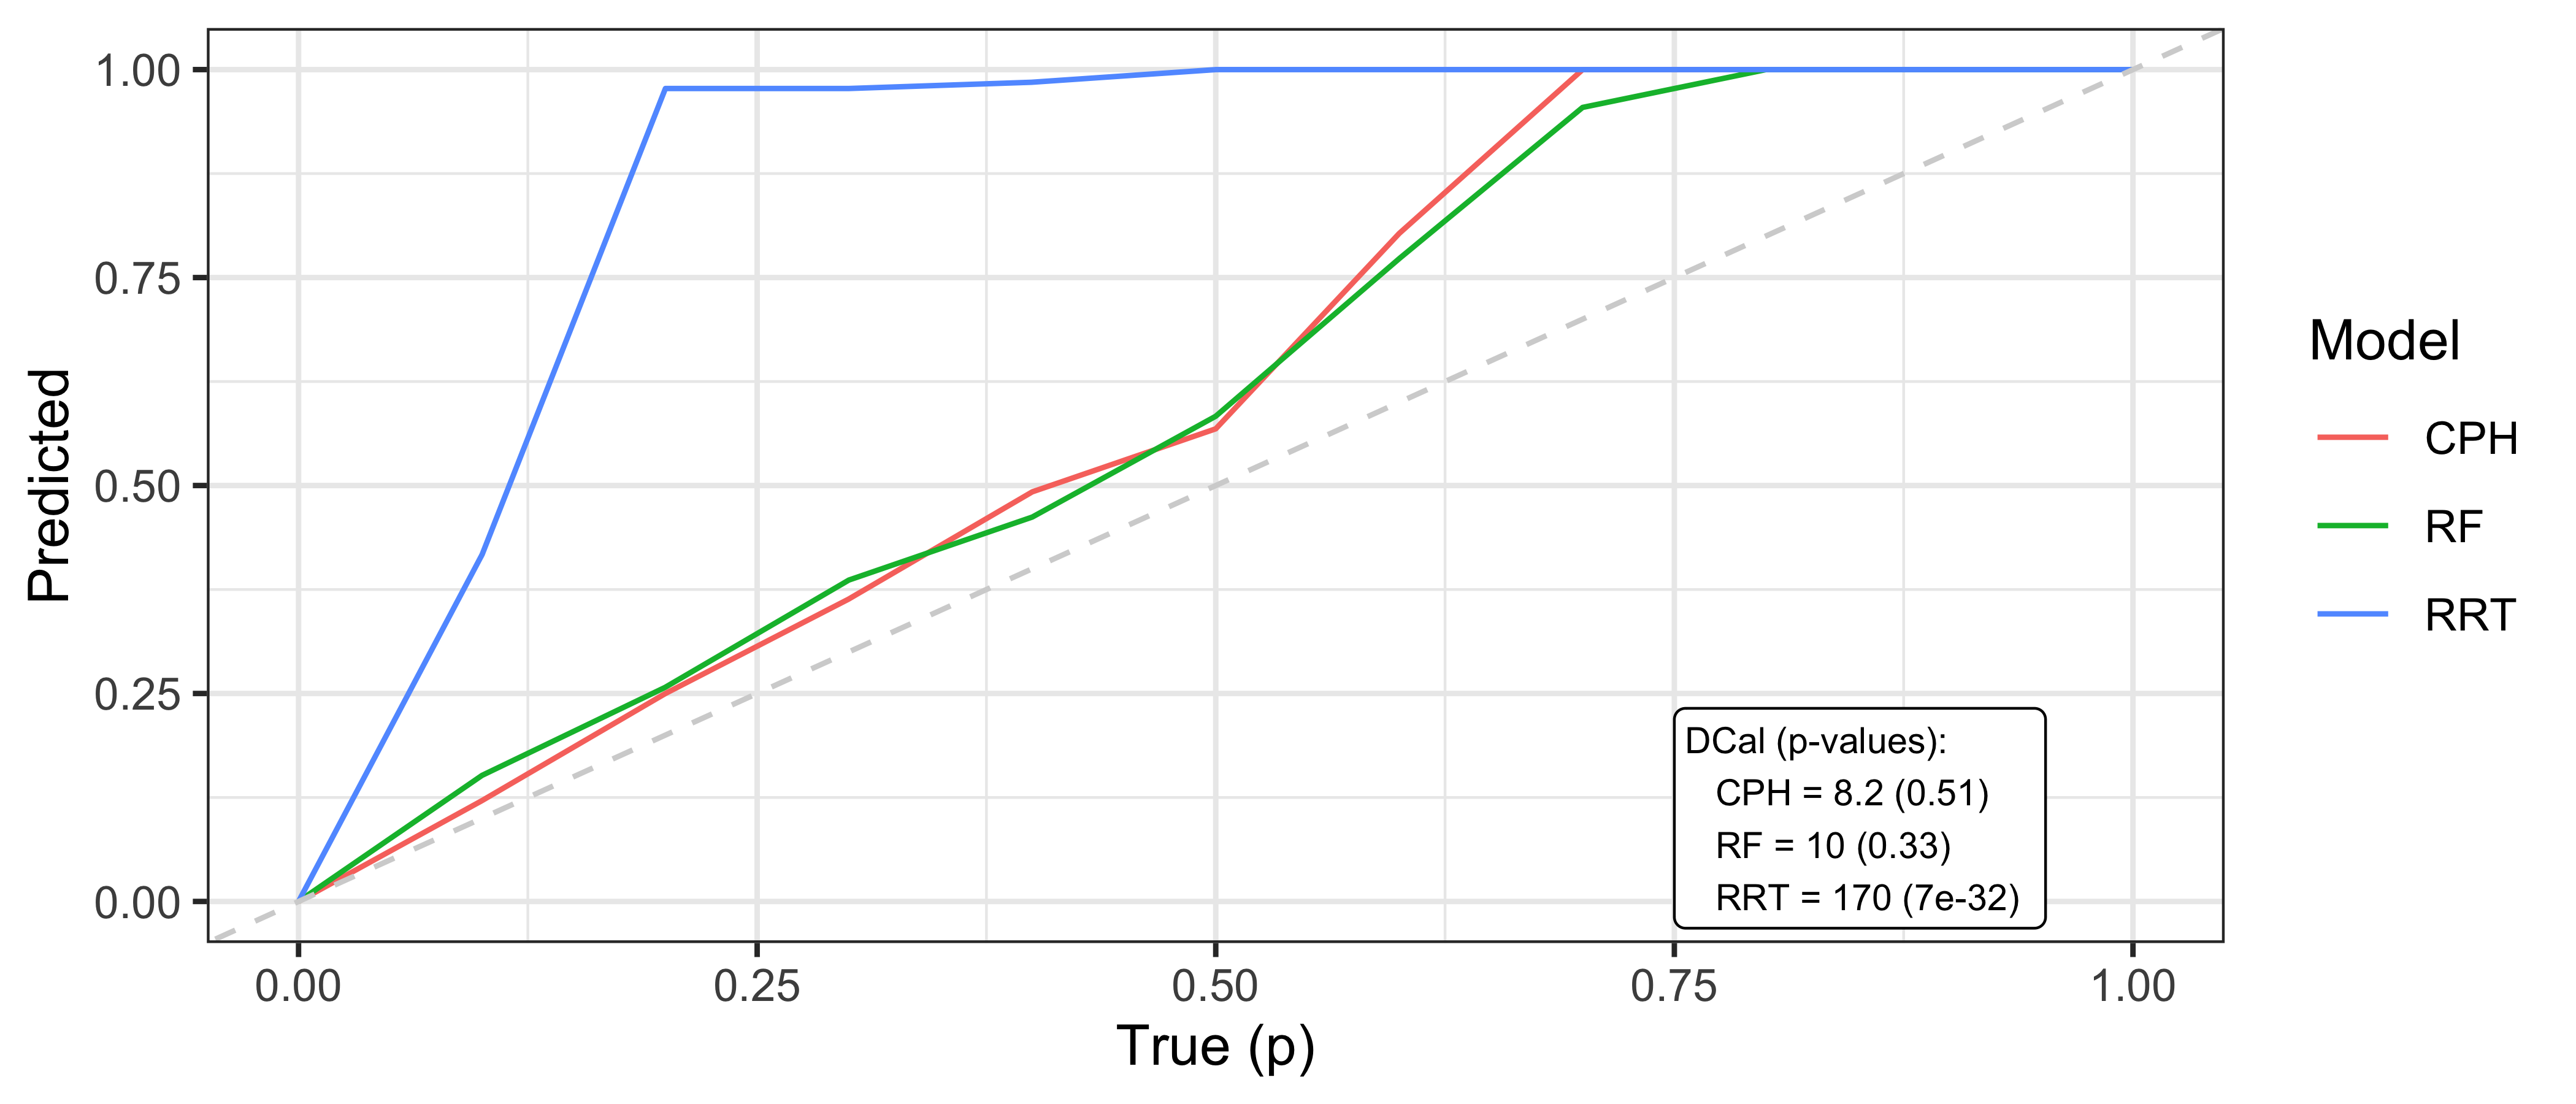 1.00
0.75
0.50
0.25
0.00
Predicted
0.00 0.25 0.50 0.75 1.00
True (p)
DCal (p-values):
CPH = 8.2 (0.51)
RF = 10 (0.33)
RRT = 170 (7e-32)
Model
CPH
RF
RRT